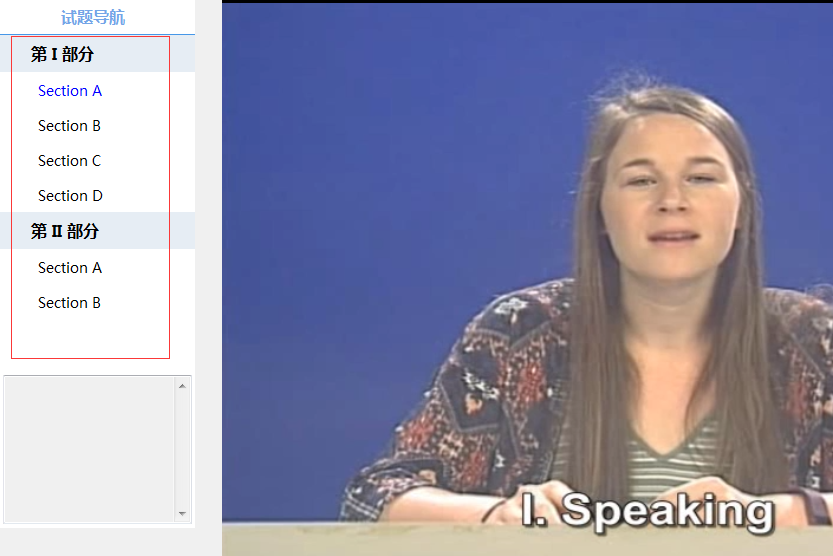 试题导航
第 I 部分
Section A
Section B
Section C
Section D
第 II 部分
Section A
Section B
I. Speaking